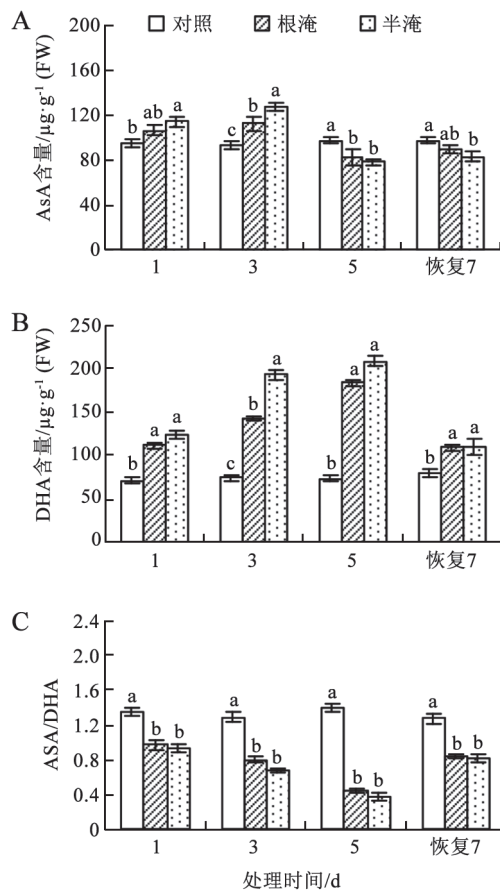 A
对照 根淹 半淹
AsA含量/μg·g⁻¹ (FW)
200
160
120
80
40
0
b ab a
c b a
a b b
a ab b
1 3 5 恢复7
B
DHA含量/μg·g⁻¹ (FW)
250
200
150
100
50
0
b a a
c b a
b a a
b a a
1 3 5 恢复7
C
ASA/DHA
2.4
2.0
1.6
1.2
0.8
0.4
0
a b b
a b b
a b b
a b b
1 3 5 恢复7
处理时间/d